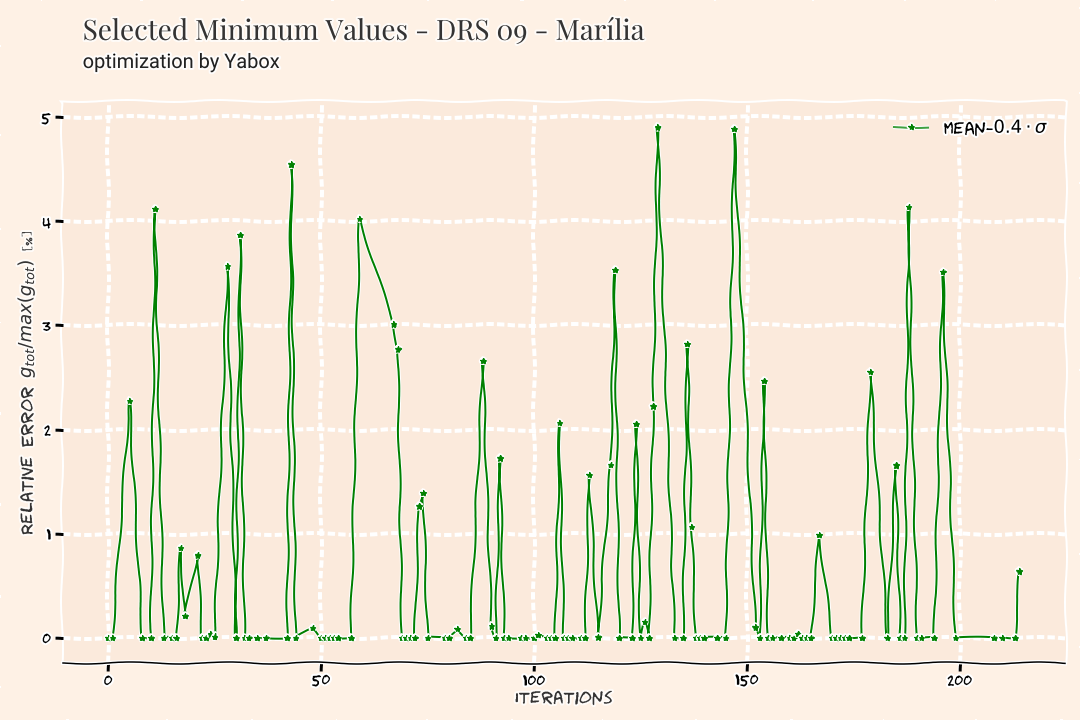 Selected Minimum Values - DRS 09 - Marília
optimization by Yabox
MEAN-0.4 · σ
RELATIVE ERROR g_tot/max(g_tot) [%]
5
4
3
2
1
0
0 50 100 150 200
ITERATIONS